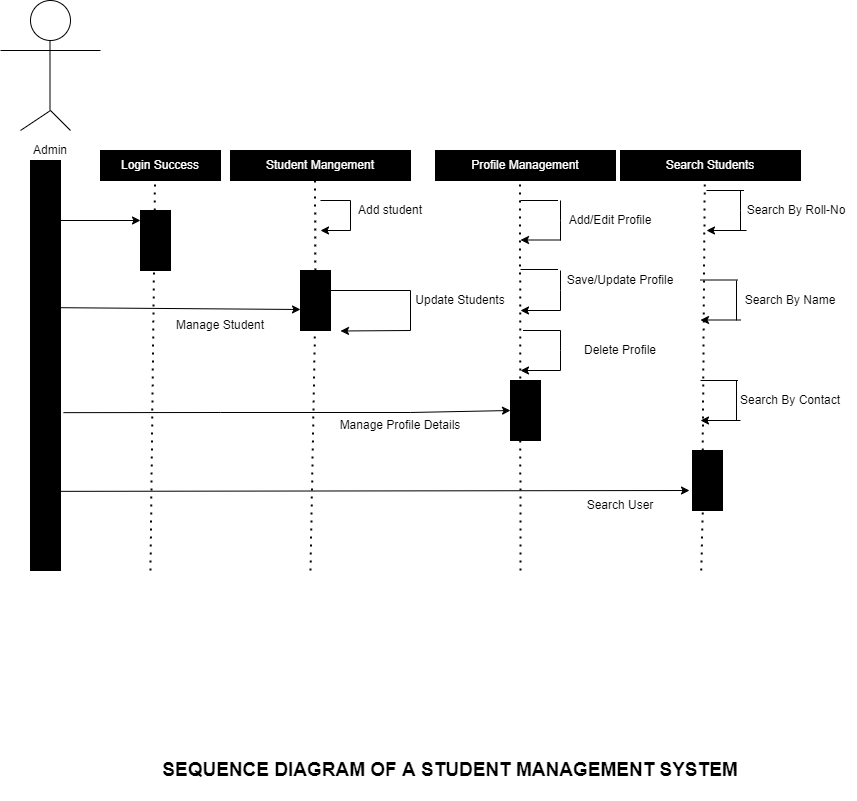 Admin
Login Success
Student Mangement
Profile Management
Search Students
Add student
Add/Edit Profile
Search By Roll-No
Update Students
Save/Update Profile
Search By Name
Manage Student
Delete Profile
Search By Contact
Manage Profile Details
Search User
SEQUENCE DIAGRAM OF A STUDENT MANAGEMENT SYSTEM